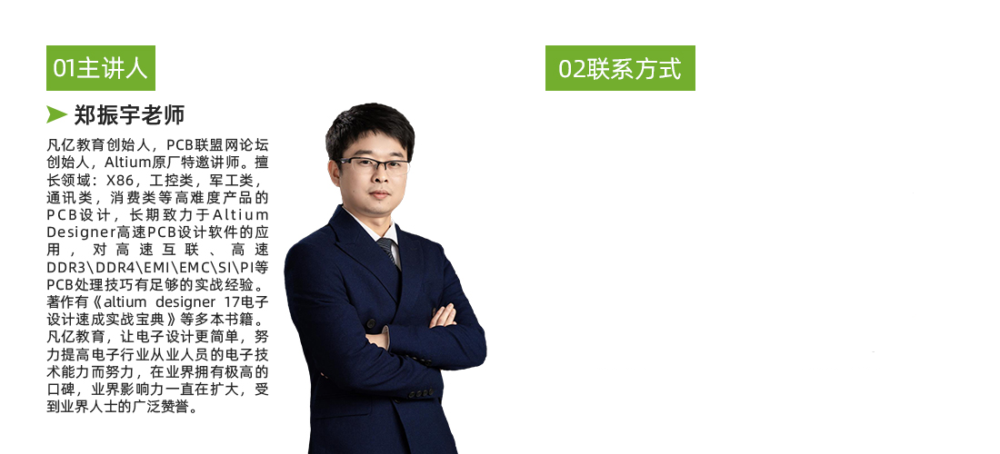 01主讲人
郑振宇老师
凡亿教育创始人，PCB联盟网论坛
创始人，Altium原厂特邀讲师。擅
长领域：X86，工控类，军工类，
通讯类，消费类等高难度产品的
PCB设计，长期致力于Altium
Designer高速PCB设计软件的应
用，对高速互联、高速
DDR3\DDR4\EMI\EMC\SI\PI等
PCB处理技巧有足够的实战经验。
著作有《altium designer 17电子
设计速成实战宝典》等多本书籍。
凡亿教育，让电子设计更简单，努
力提高电子行业从业人员的电子技
术能力而努力，在业界拥有极高的
口碑，业界影响力一直在扩大，受
到业界人士的广泛赞誉。
02联系方式